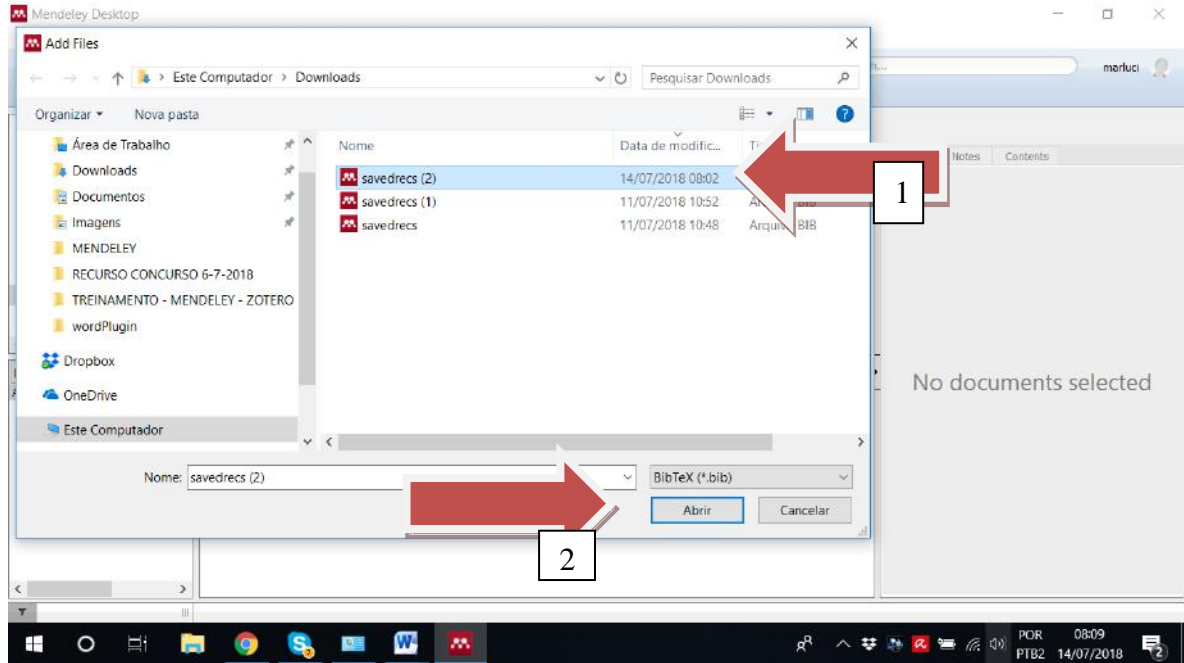 Mendeley Desktop
Add Files
Este Computador > Downloads
Pesquisar Downloads
marluci
Organizar
Nova pasta
Área de Trabalho
Downloads
Documentos
Imagens
MENDELEY
RECURSO CONCURSO 6-7-2018
TREINAMENTO - MENDELEY - ZOTERO
wordPlugin
Dropbox
OneDrive
Este Computador
Nome Data de modific...
savedrecs (2) 14/07/2018 08:02
savedrecs (1) 11/07/2018 10:52
savedrecs 11/07/2018 10:48 BIB
1
Notes Contents
No documents selected
Nome: savedrecs (2) BibTeX (*.bib)
Abrir Cancelar
2
POR 08:09
PTB2 14/07/2018
2